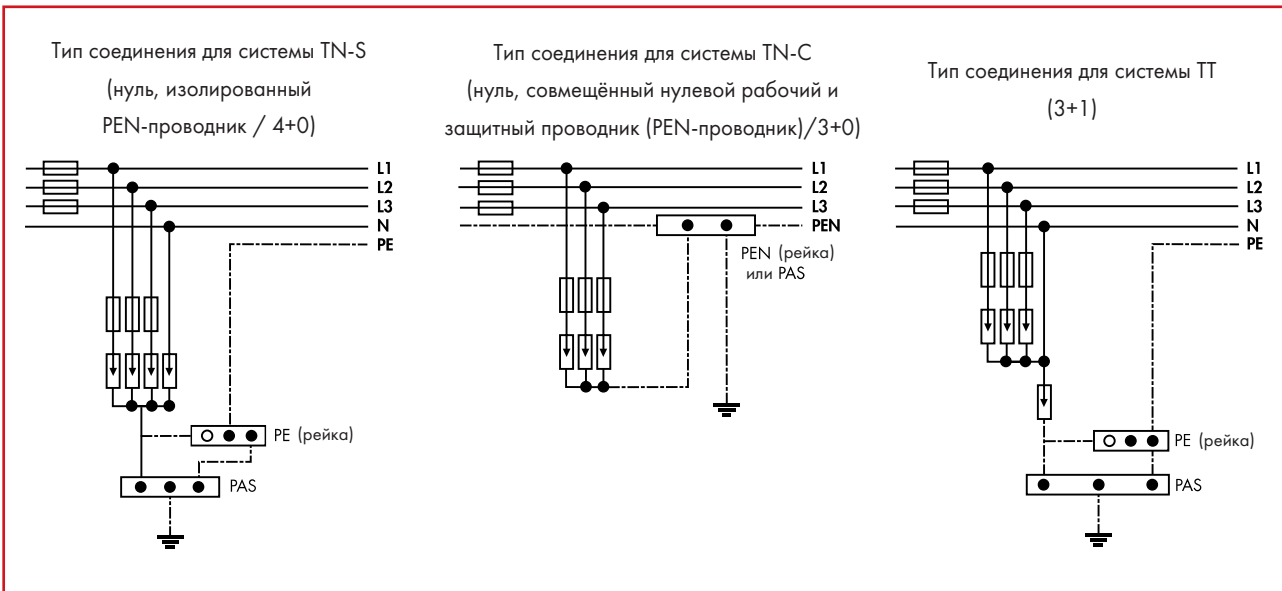 Тип соединения для системы TN-S
(нуль, изолированный
PEN-проводник / 4+0)
L1
L2
L3
N
PE
PE (рейка)
PAS
Тип соединения для системы TN-C
(нуль, совмещённый нулевой рабочий и
защитный проводник (PEN-проводник)/3+0)
L1
L2
L3
PEN
PEN (рейка)
или PAS
Тип соединения для системы TT
(3+1)
L1
L2
L3
N
PE
PE (рейка)
PAS